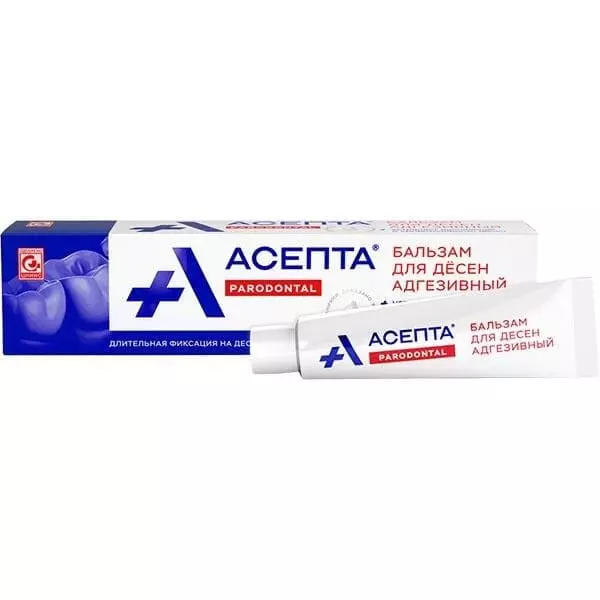 АСЕПТА®
PARODONTAL
БАЛЬЗАМ
ДЛЯ ДЁСЕН
АДГЕЗИВНЫЙ
ДЛИТЕЛЬНАЯ ФИКСАЦИЯ НА ДЕС
АСЕПТА®
PARODONTAL
БАЛЬЗАМ
ДЛЯ ДЕСЕН
АДГЕЗИВНЫЙ